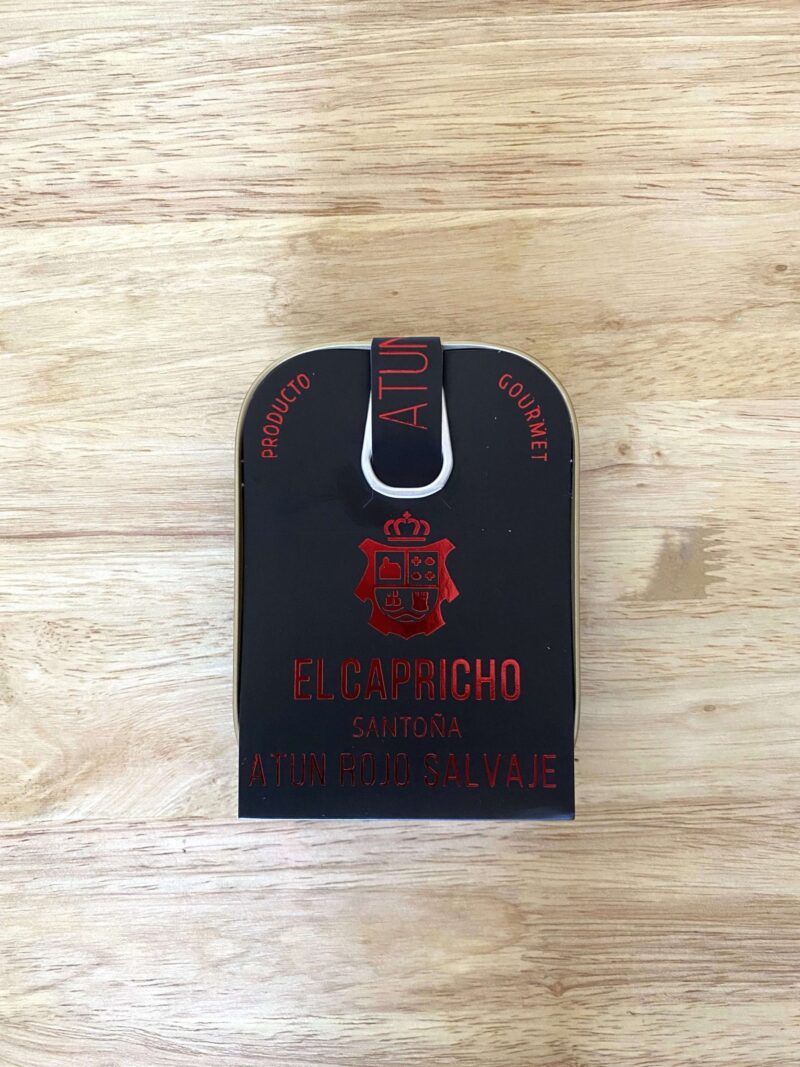 ATUN
PRODUCTO
GOURMET
EL CAPRICHO
SANTOÑA
ATUN ROJO SALVAJE